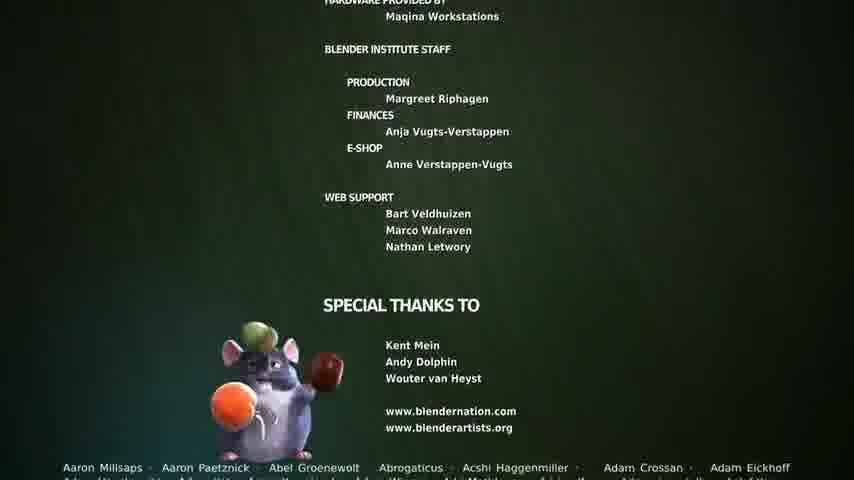 HARDWARE PROVIDED BY
Maqina Workstations
BLENDER INSTITUTE STAFF
PRODUCTION
Margreet Riphagen
FINANCES
Anja Vugts-Verstappen
E-SHOP
Anne Verstappen-Vugts
WEB SUPPORT
Bart Veldhuizen
Marco Walraven
Nathan Letwory
SPECIAL THANKS TO
Kent Mein
Andy Dolphin
Wouter van Heyst
www.blendernation.com
www.blenderartists.org
Aaron Millsaps · Aaron Paetznick · Abel Groenewolt Abrogaticus · Acshi Haggenmiller · Adam Crossan · Adam Eickhoff